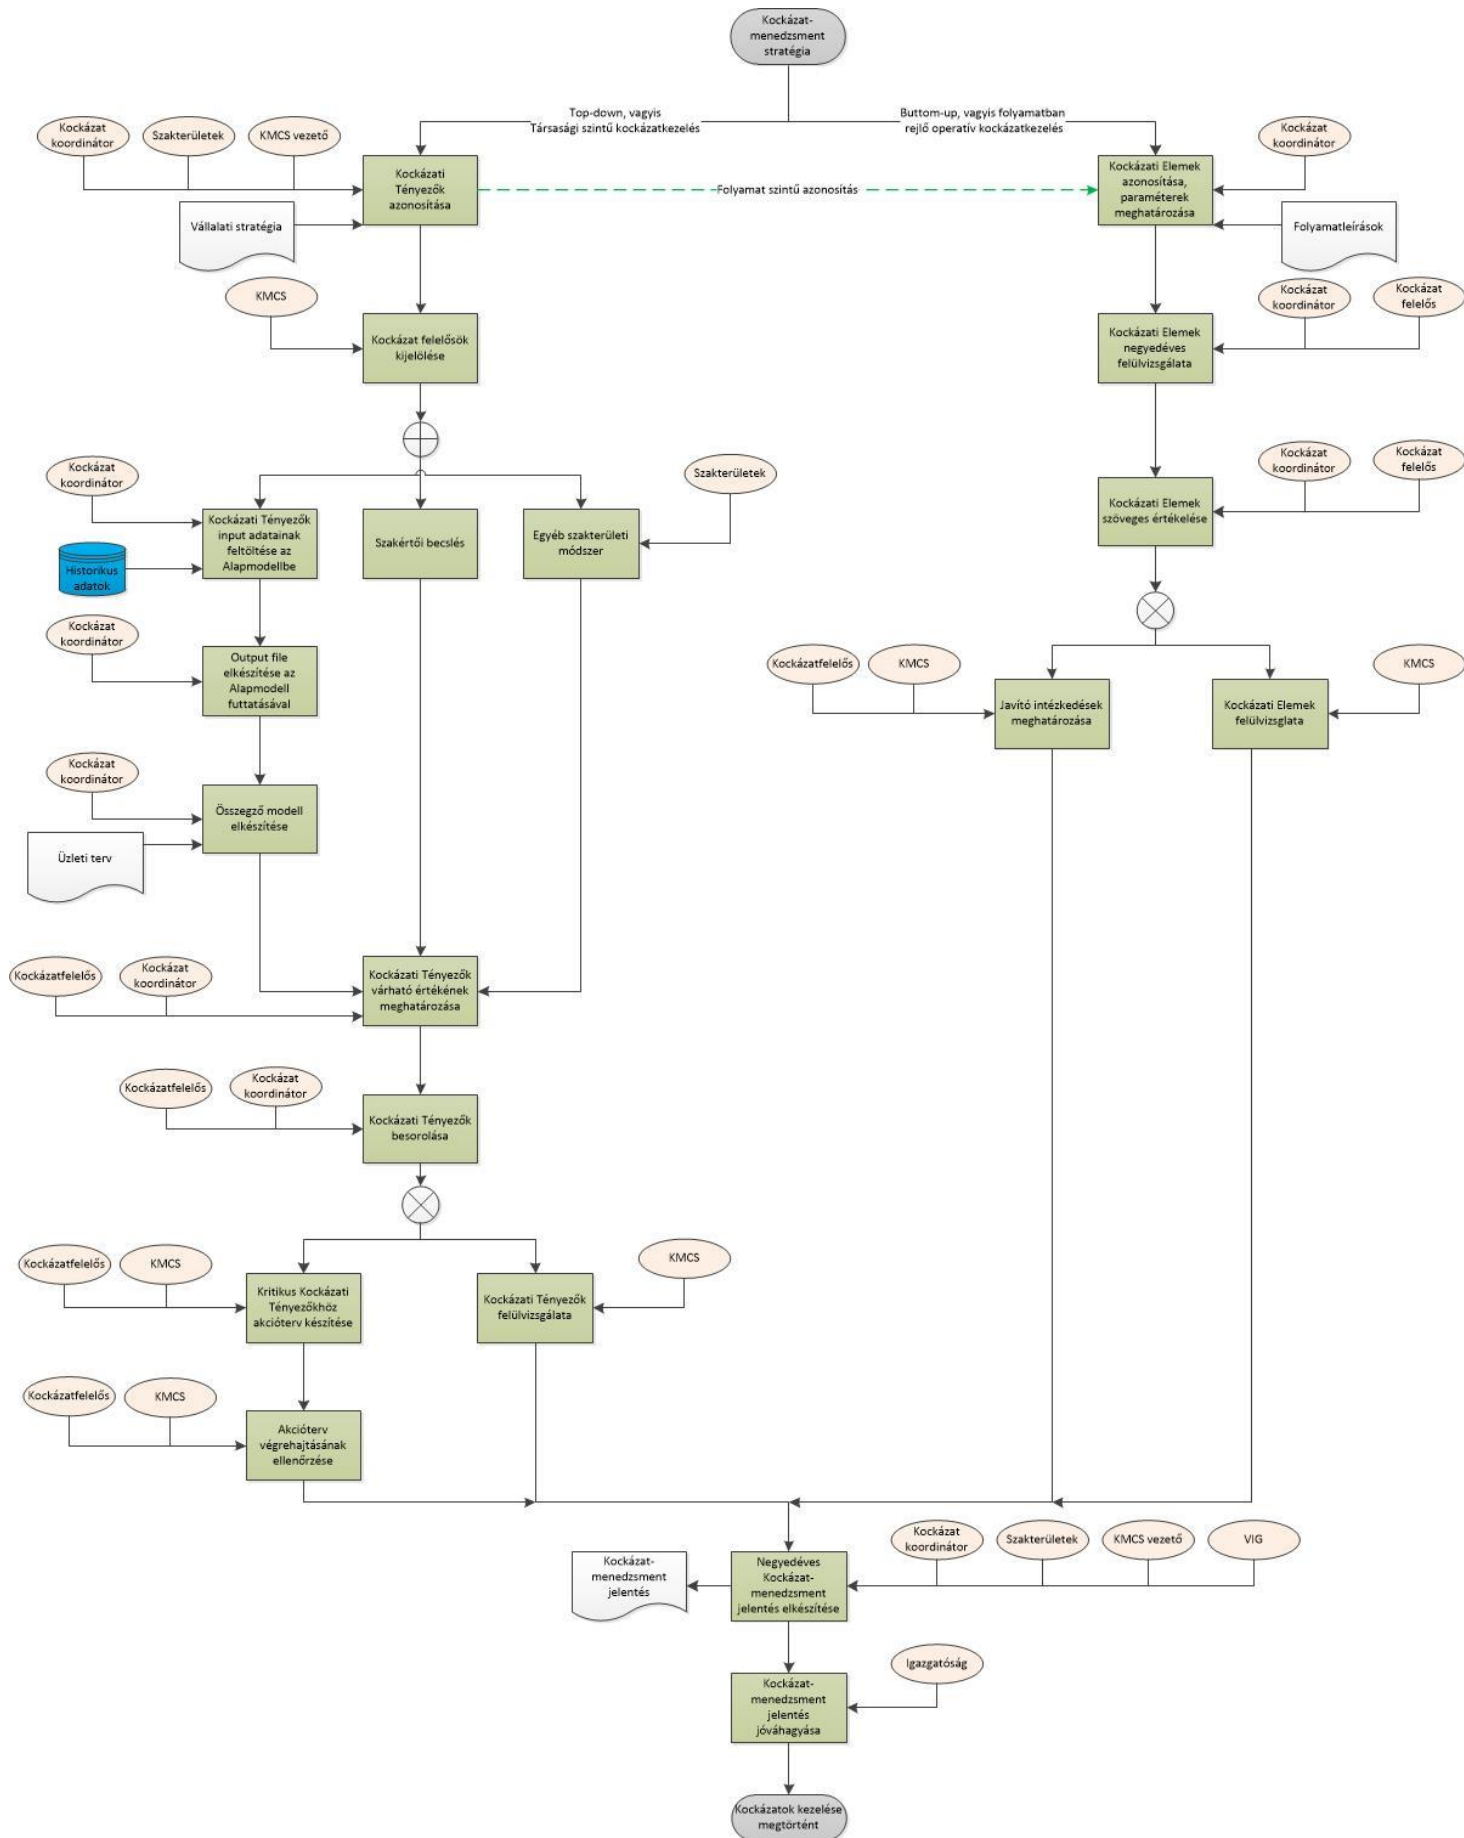 Kockázat-
menedzsment
stratégia
Top-down, vagyis
Társasági szintű kockázatkezelés
Buttom-up, vagyis folyamatban
rejlő operatív kockázatkezelés
Kockázat
koordinátor
Szakterületek
KMCS vezető
Kockázat
koordinátor
Kockázati
Tényezők
azonosítása
Folyamat szintű azonosítás
Kockázati Elemek
azonosítása,
paraméterek
meghatározása
Vállalati stratégia
Folyamatleírások
KMCS
Kockázat
koordinátor
Kockázat
felelős
Kockázat felelősök
kijelölése
Kockázati Elemek
negyedéves
felülvizsgálata
Kockázat
koordinátor
Szakterületek
Kockázat
koordinátor
Kockázat
felelős
Kockázati Tényezők
input adatainak
feltöltése az
Alapmodellbe
Szakértői becslés
Egyéb szakterületi
módszer
Kockázati Elemek
szöveges értékelése
Historikus
adatok
Kockázat
koordinátor
Output file
elkészítése az
Alapmodell
futtatásával
Kockázatfelelős
KMCS
KMCS
Javító intézkedések
meghatározása
Kockázati Elemek
felülvizsglata
Kockázat
koordinátor
Összegző modell
elkészítése
Üzleti terv
Kockázatfelelős
Kockázat
koordinátor
Kockázati Tényezők
várható értékének
meghatározása
Kockázatfelelős
Kockázat
koordinátor
Kockázati Tényezők
besorolása
Kockázatfelelős
KMCS
KMCS
Kritikus Kockázati
Tényezőkhöz
akcióterv készítése
Kockázati Tényezők
felülvizsgálata
Kockázatfelelős
KMCS
Akcióterv
végrehajtásának
ellenőrzése
Kockázat
koordinátor
Szakterületek
KMCS vezető
VIG
Kockázat-
menedzsment
jelentés
Negyedéves
Kockázat-
menedzsment
jelentés elkészítése
Igazgatóság
Kockázat-
menedzsment
jelentés
jóváhagyása
Kockázatok kezelése
megtörtént